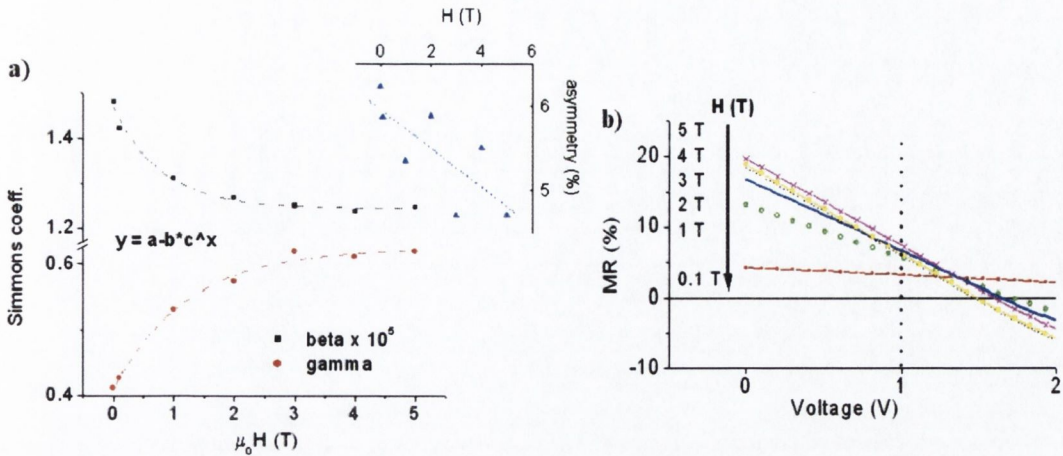 a)
Simmons coeff.
1.4
1.2
0.6
0.4
y = a-b*c^x
beta x 10^5
gamma
0
1
2
3
4
5
μ₀H (T)
H (T)
0
2
4
6
asymmetry (%)
6
5
b)
H (T)
5 T
4 T
3 T
2 T
1 T
0.1 T
MR (%)
20
10
0
-10
0
1
2
Voltage (V)